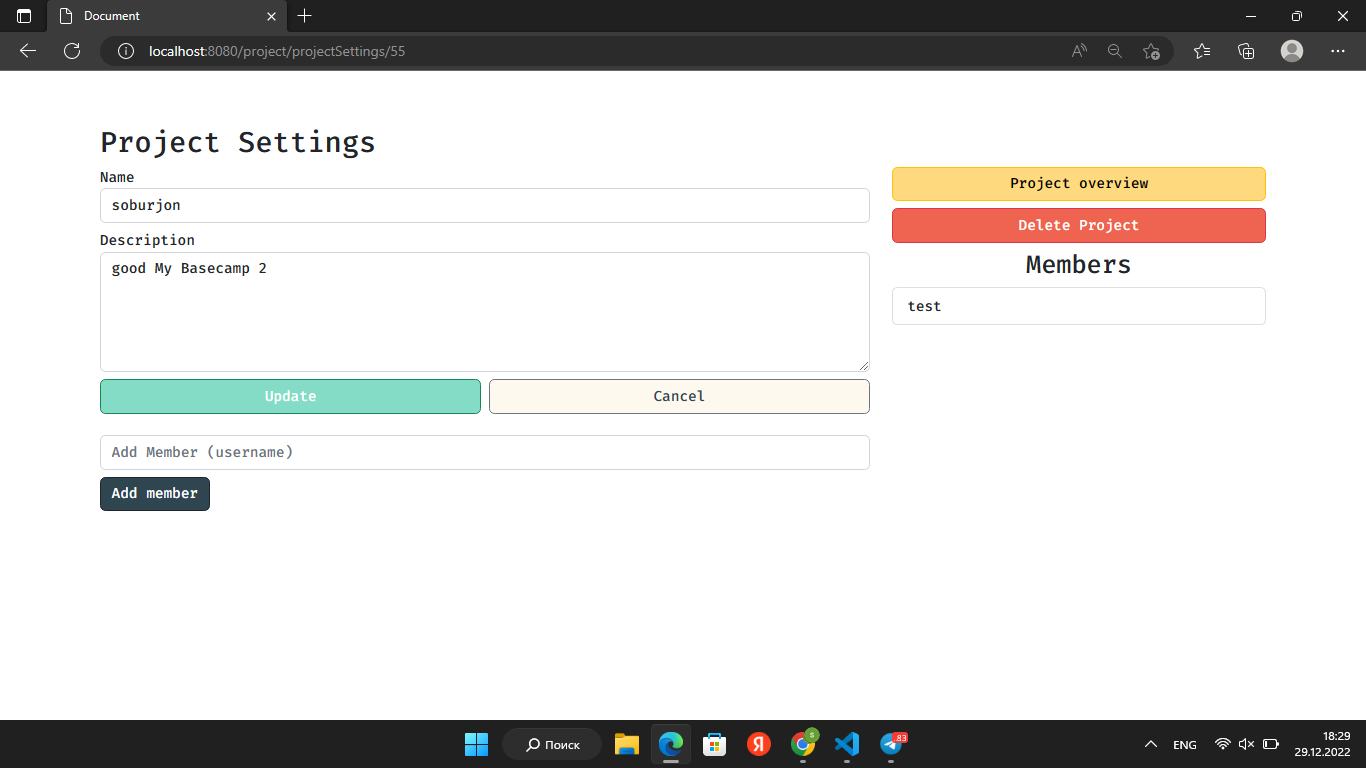 Document
localhost:8080/project/projectSettings/55
Project Settings
Name
soburjon
Description
good My Basecamp 2
Update
Cancel
Add Member (username)
Add member
Project overview
Delete Project
Members
test
Поиск
Я
S
83
ENG
18:29
29.12.2022